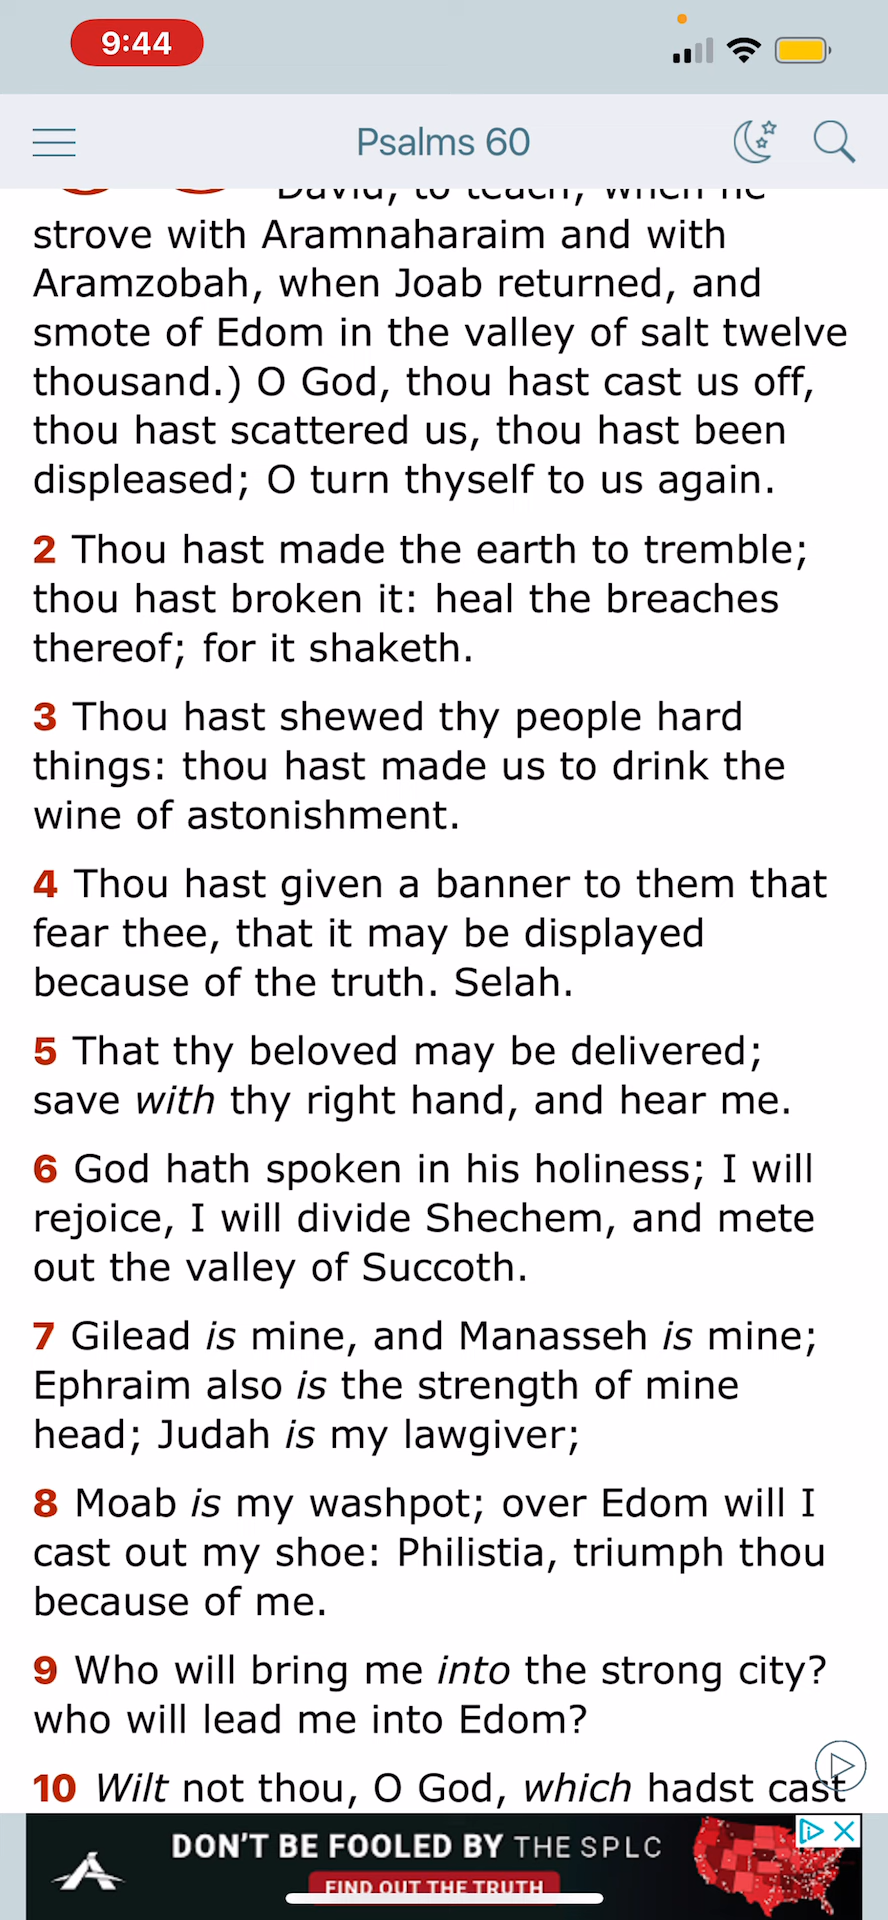 9:44
Psalms 60
David, to teach, when he
strove with Aramnaharaim and with
Aramzobah, when Joab returned, and
smote of Edom in the valley of salt twelve
thousand.) O God, thou hast cast us off,
thou hast scattered us, thou hast been
displeased; O turn thyself to us again.
2 Thou hast made the earth to tremble;
thou hast broken it: heal the breaches
thereof; for it shaketh.
3 Thou hast shewed thy people hard
things: thou hast made us to drink the
wine of astonishment.
4 Thou hast given a banner to them that
fear thee, that it may be displayed
because of the truth. Selah.
5 That thy beloved may be delivered;
save with thy right hand, and hear me.
6 God hath spoken in his holiness; I will
rejoice, I will divide Shechem, and mete
out the valley of Succoth.
7 Gilead is mine, and Manasseh is mine;
Ephraim also is the strength of mine
head; Judah is my lawgiver;
8 Moab is my washpot; over Edom will I
cast out my shoe: Philistia, triumph thou
because of me.
9 Who will bring me into the strong city?
who will lead me into Edom?
10 Wilt not thou, O God, which hadst cast
DON'T BE FOOLED BY THE SPLC
FIND OUT THE TRUTH